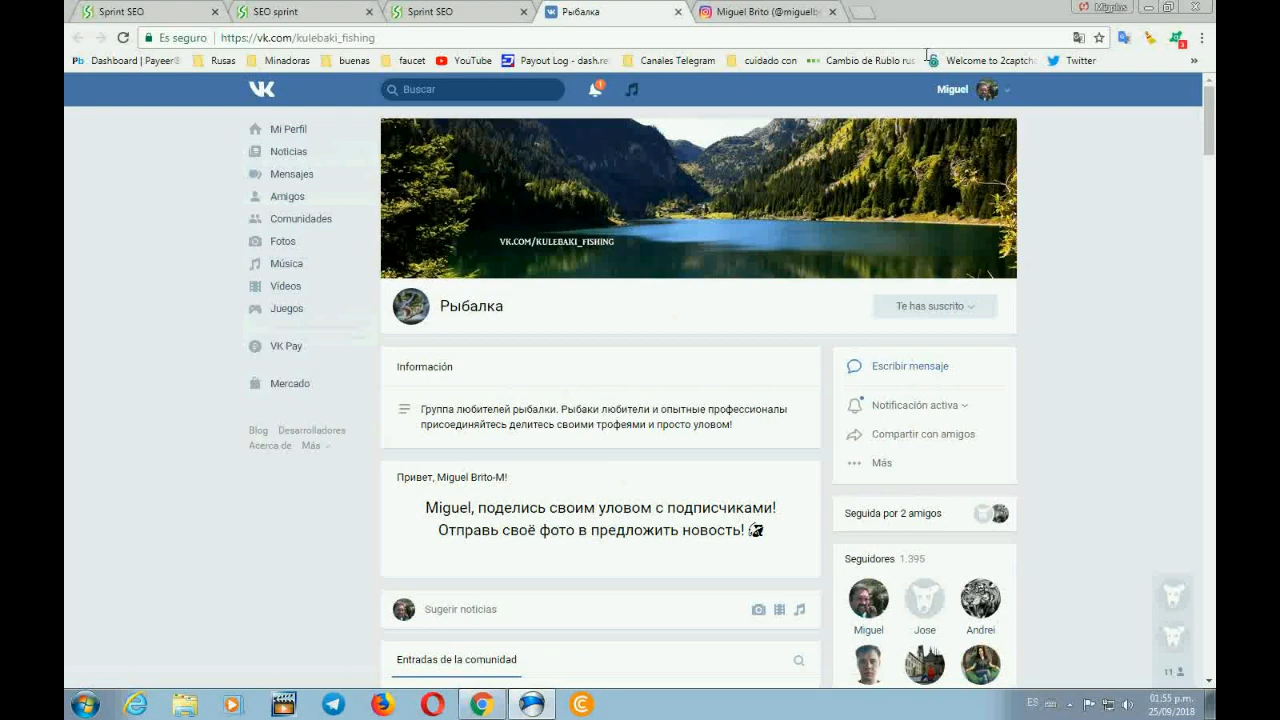 Sprint SEO
SEO sprint
Sprint SEO
Рыбалка
Miguel Brito (@miguelb
Es seguro
https://vk.com/kulebaki_fishing
3
Dashboard | Payeer®
Rusas
Minadoras
buenas
faucet
YouTube
Payout Log - dash.re
Canales Telegram
cuidado con
Cambio de Rublo rus
Welcome to 2captch
Twitter
»
Buscar
1
Miguel
Mi Perfil
Noticias
Mensajes
Amigos
Comunidades
Fotos
Música
Vídeos
Juegos
VK Pay
Mercado
Blog Desarrolladores
Acerca de Más
VK.COM/KULEBAKI_FISHING
Рыбалка
Te has suscrito
Información
Группа любителей рыбалки. Рыбаки любители и опытные профессионалы
присоединяйтесь делитесь своими трофеями и просто уловом!
Привет, Miguel Brito-M!
Miguel, поделись своим уловом с подписчиками!
Отправь своё фото в предложить новость!
Sugerir noticias
Entradas de la comunidad
Escribir mensaje
Notificación activa
Compartir con amigos
Más
Seguida por 2 amigos
Seguidores 1.395
Miguel
Jose
Andrei
11
ES
01:55 p.m.
25/09/2018